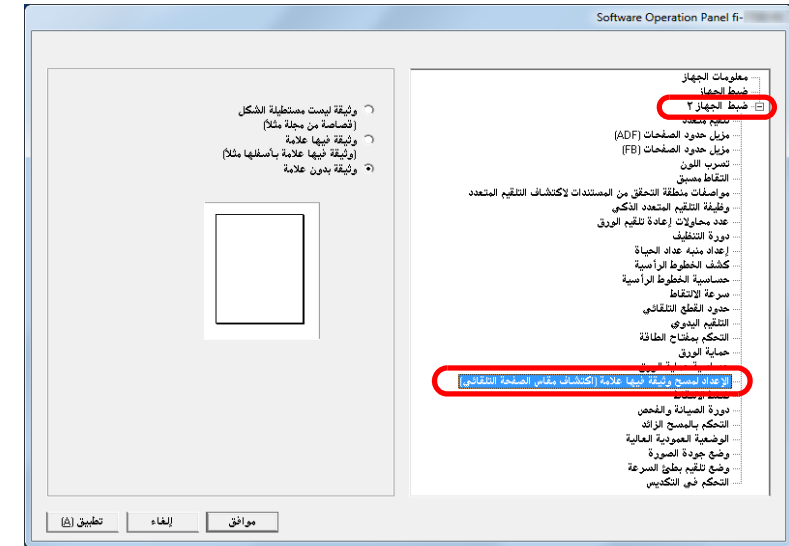 Software Operation Panel fi-
معلومات الجهاز
ضبط الجهاز
ضبط الجهاز ٢
تلقيم متعدد
مزيل حدود الصفحات (ADF)
مزيل حدود الصفحات (FB)
تسرب اللون
التقاط مسبق
مواصفات منطقة التحقق من المستندات لاكتشاف التلقيم المتعدد
وظيفة التلقيم المتعدد الذكي
عدد محاولات إعادة تلقيم الورق
دورة التنظيف
إعداد منبه عداد الحياة
كشف الخطوط الرأسية
حساسية الخطوط الرأسية
سرعة الالتقاط
حدود القطع التلقائي
التلقيم اليدوي
التحكم بمفتاح الطاقة
حماية الورق
حساسية حماية الورق
الإعداد لمسح وثيقة فيها علامة (اكتشاف مقاس الصفحة التلقائي)
دورة الصيانة والفحص
التحكم بالمسح الزائد
الوضعية العمودية العالية
وضع جودة الصورة
وضع تلقيم بطئ السرعة
التحكم في التكديس
وثيقة ليست مستطيلة الشكل
(قصاصة من مجلة مثلاً)
وثيقة فيها علامة
(وثيقة فيها علامة بأسفلها مثلاً)
وثيقة بدون علامة
موافق
إلغاء
تطبيق (A)